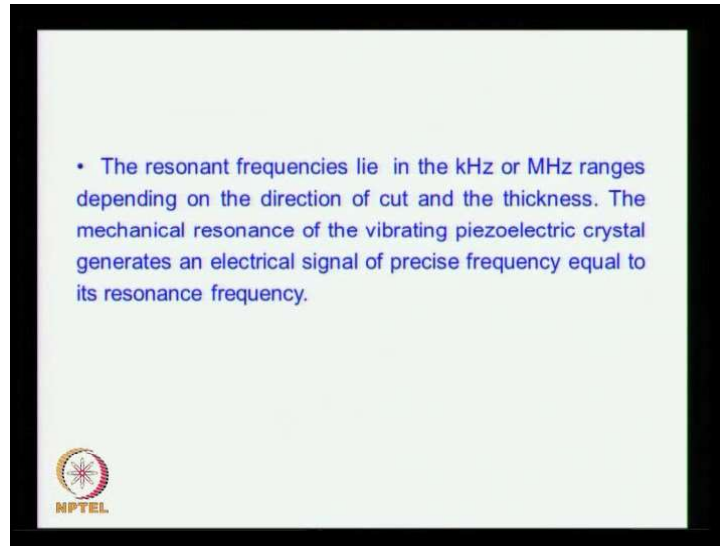 • The resonant frequencies lie in the kHz or MHz ranges
depending on the direction of cut and the thickness. The
mechanical resonance of the vibrating piezoelectric crystal
generates an electrical signal of precise frequency equal to
its resonance frequency.
NPTEL